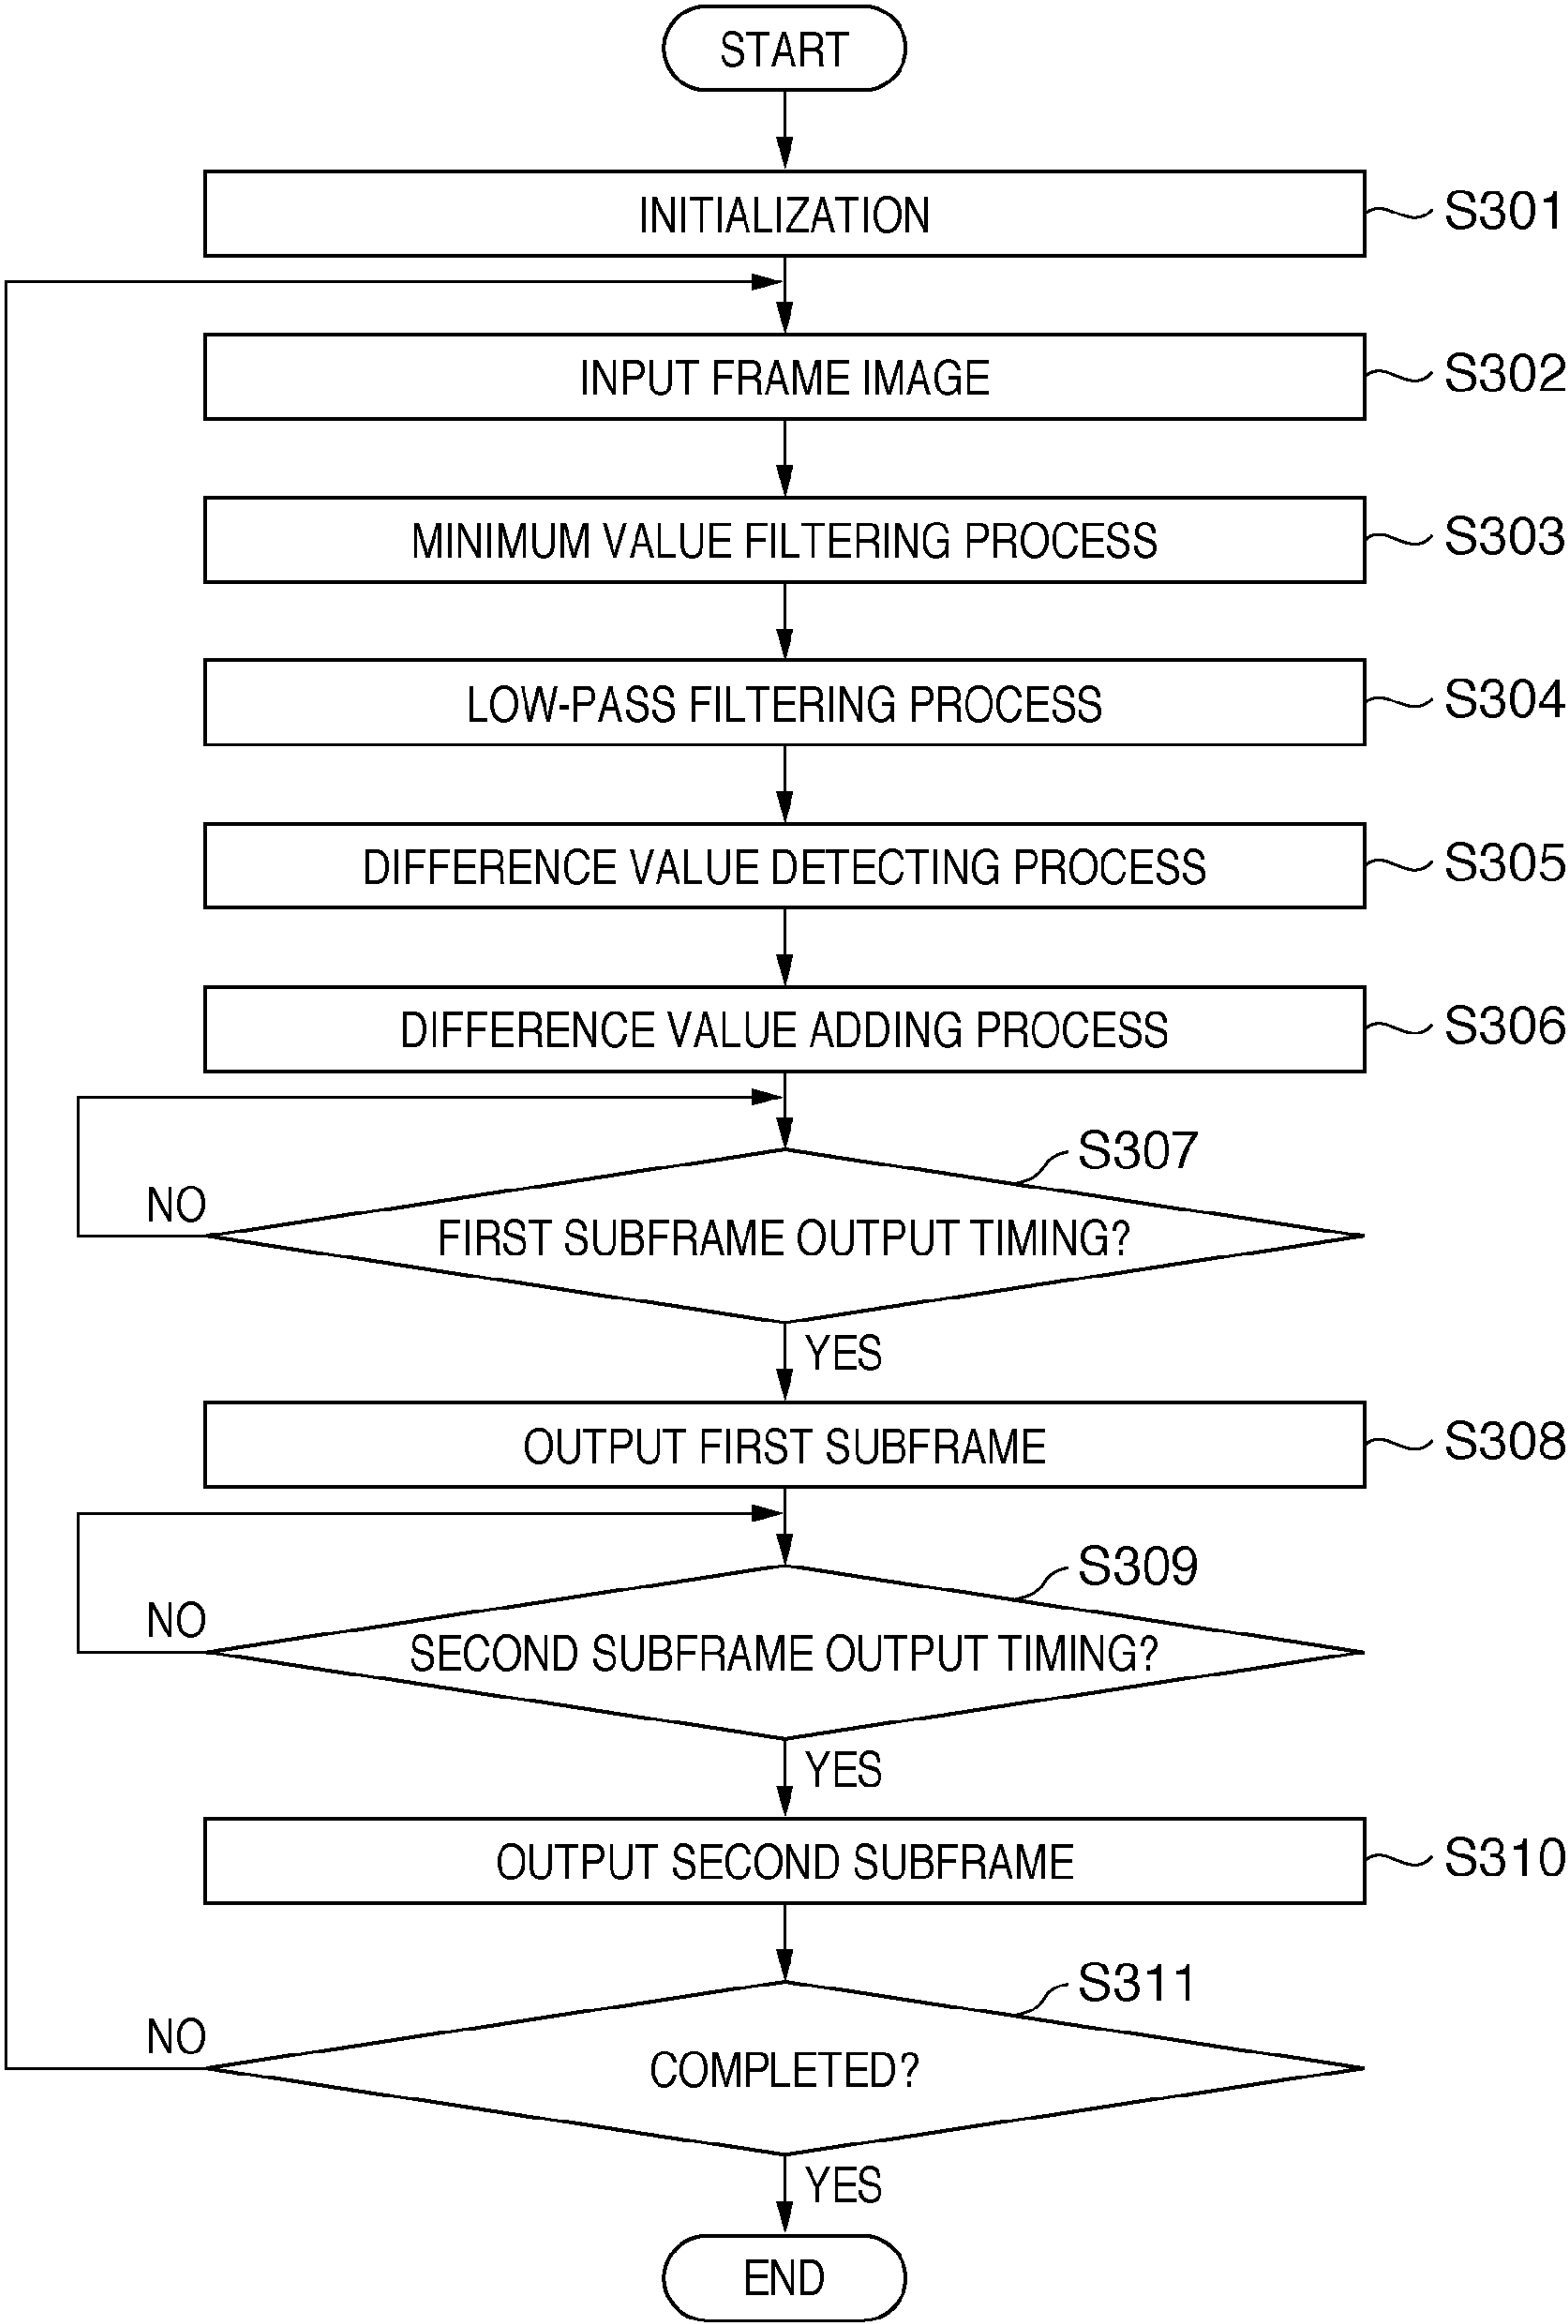 START
INITIALIZATION
S301
INPUT FRAME IMAGE
S302
MINIMUM VALUE FILTERING PROCESS
S303
LOW-PASS FILTERING PROCESS
S304
DIFFERENCE VALUE DETECTING PROCESS
S305
DIFFERENCE VALUE ADDING PROCESS
S306
S307
NO
FIRST SUBFRAME OUTPUT TIMING?
YES
OUTPUT FIRST SUBFRAME
S308
S309
NO
SECOND SUBFRAME OUTPUT TIMING?
YES
OUTPUT SECOND SUBFRAME
S310
S311
NO
COMPLETED?
YES
END